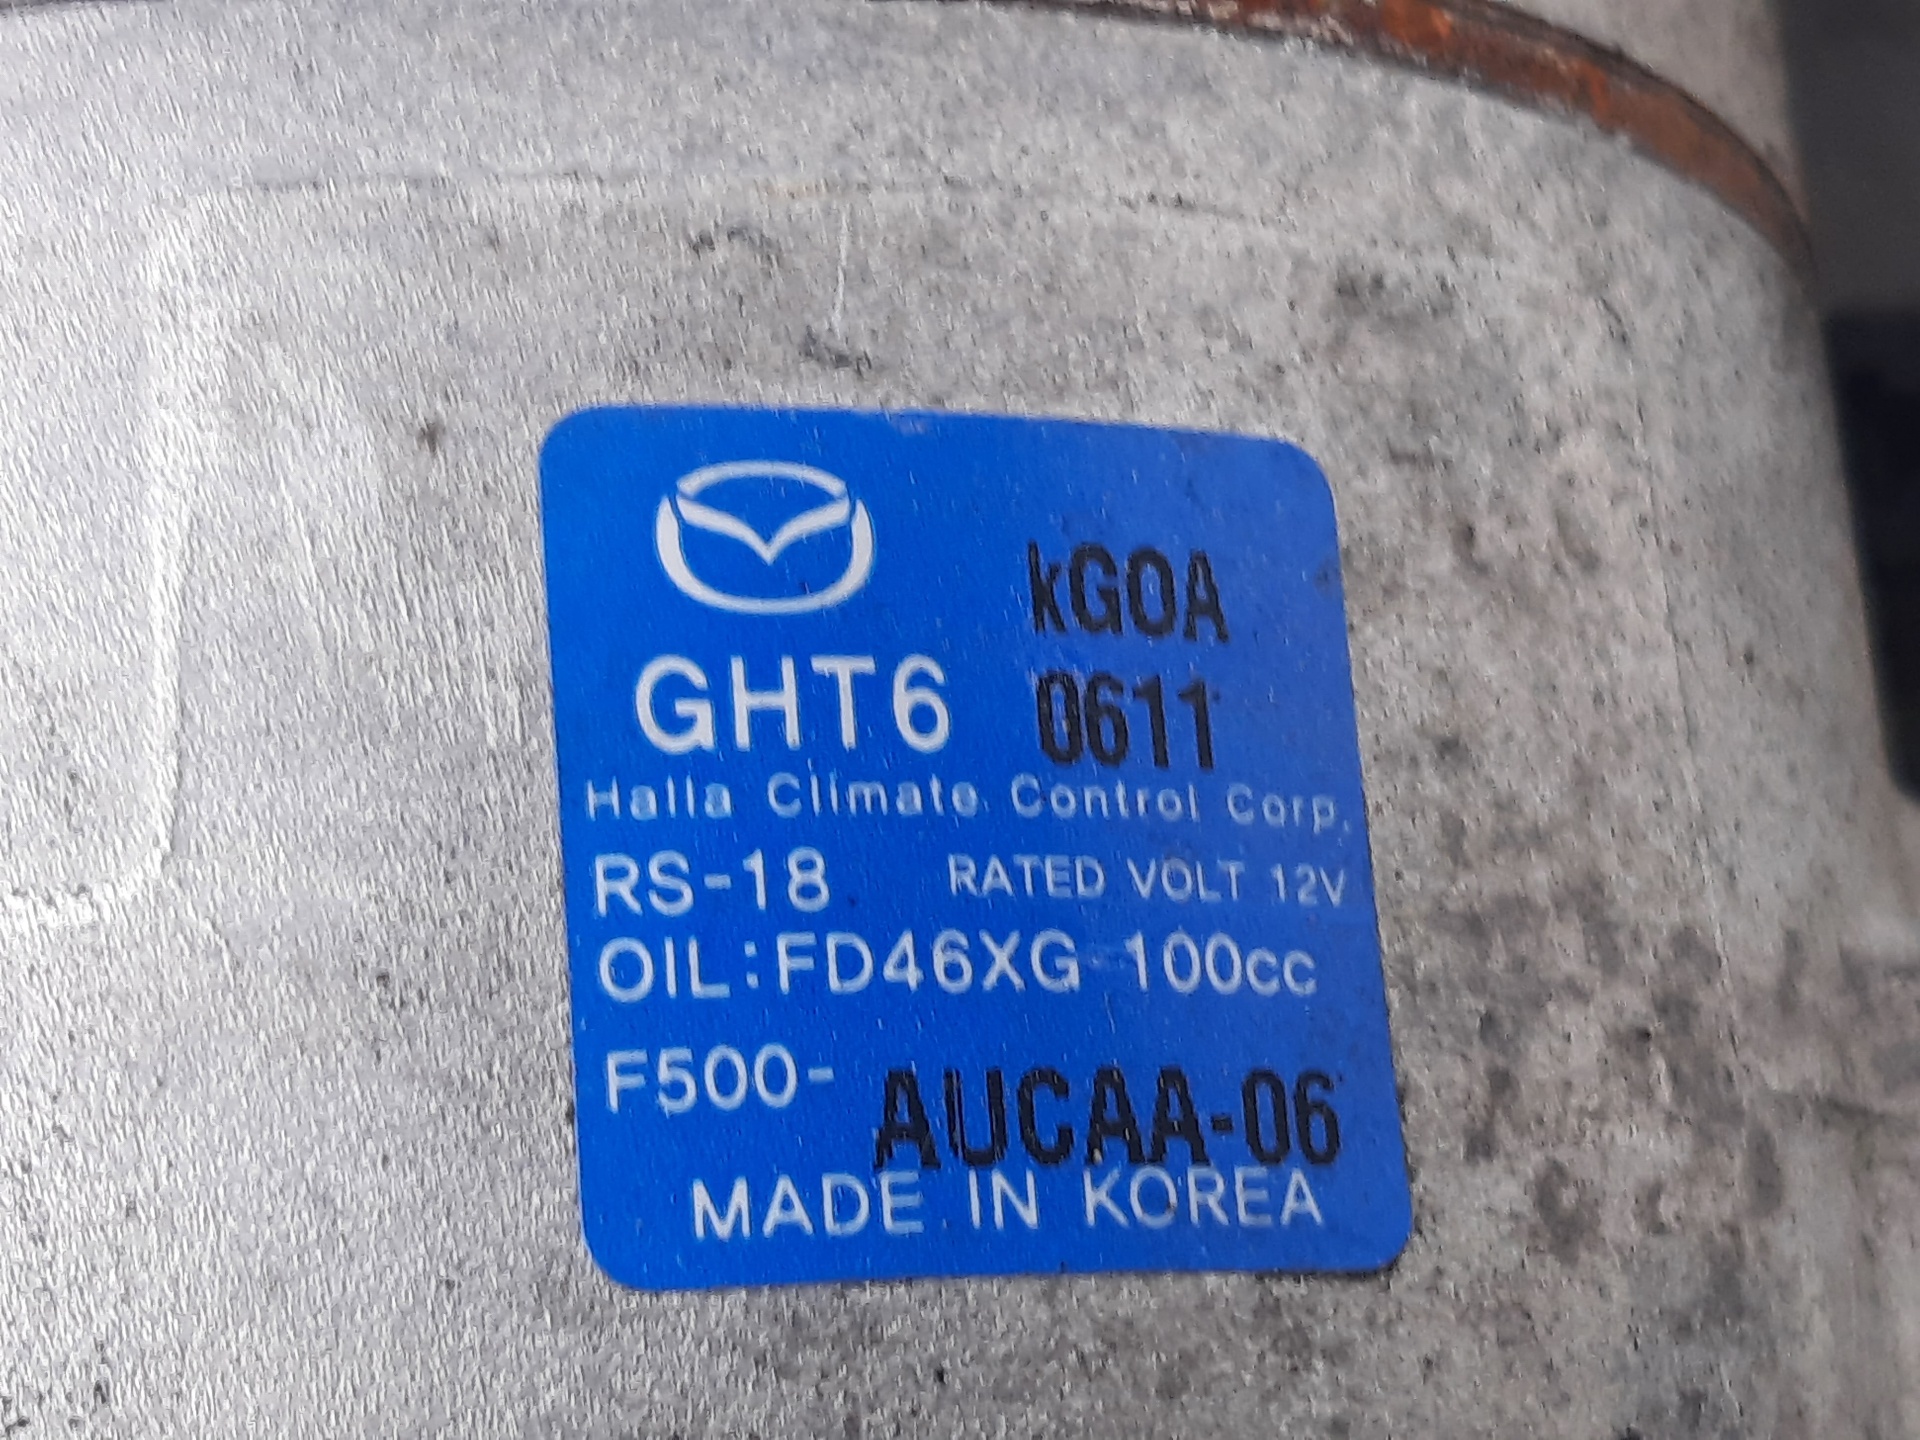 kGOA
GHT6 0611
Halla Climate Control Corp.
RS-18 RATED VOLT 12V
OIL:FD46XG 100cc
F500- AUCAA-06
MADE IN KOREA